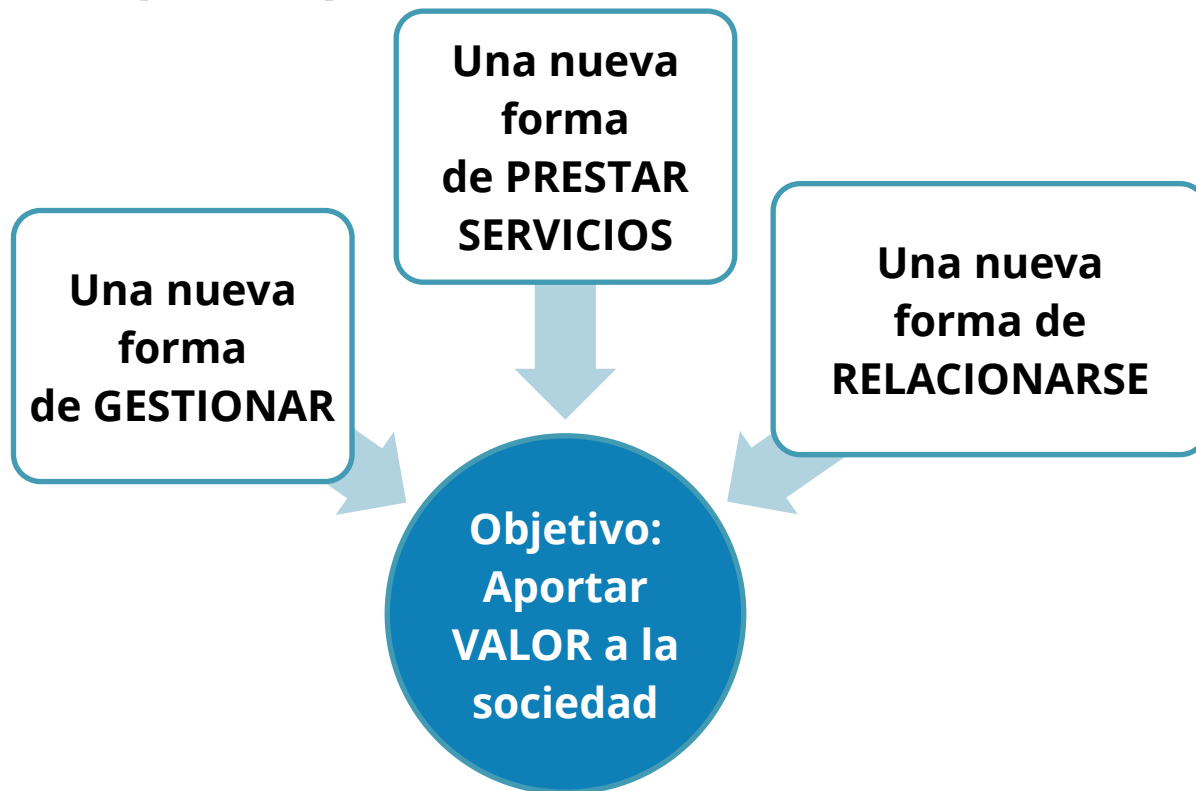 Una nueva
forma
de GESTIONAR
Una nueva
forma
de PRESTAR
SERVICIOS
Una nueva
forma de
RELACIONARSE
Objetivo:
Aportar
VALOR a la
sociedad